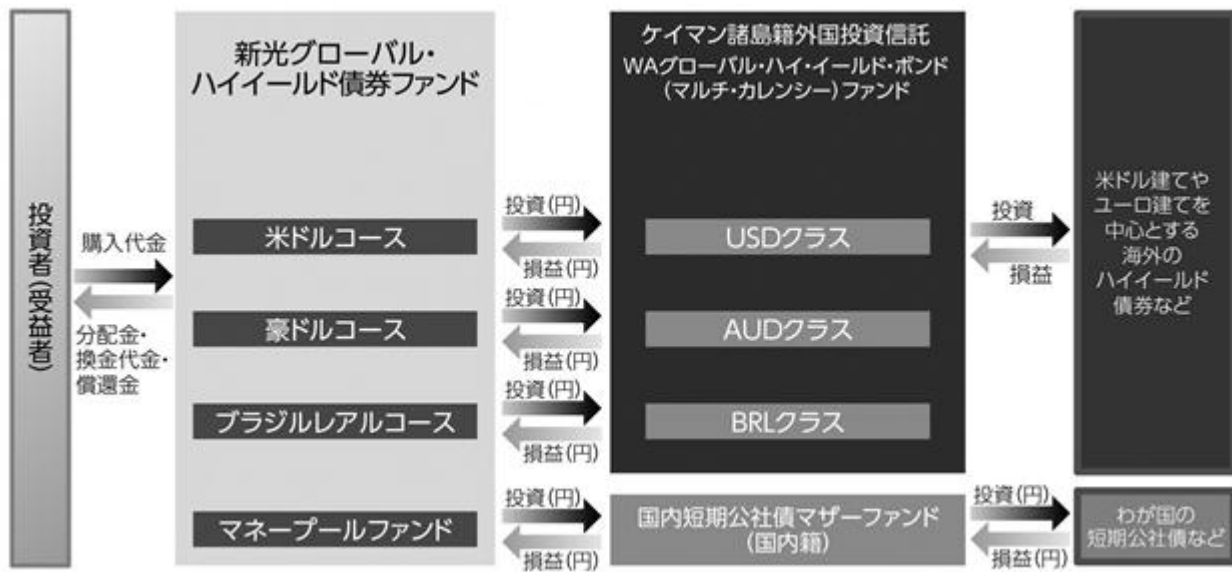 投資者(受益者)
購入代金
分配金・
換金代金・
償還金
新光グローバル・
ハイイールド債券ファンド
米ドルコース
豪ドルコース
ブラジルレアルコース
マネープールファンド
投資(円)
損益(円)
投資(円)
損益(円)
投資(円)
損益(円)
投資(円)
損益(円)
ケイマン諸島籍外国投資信託
WAグローバル・ハイ・イールド・ボンド
(マルチ・カレンシー)ファンド
USDクラス
AUDクラス
BRLクラス
国内短期公社債マザーファンド
(国内籍)
投資
損益
投資(円)
損益(円)
米ドル建てや
ユーロ建てを
中心とする
海外の
ハイイールド
債券など
わが国の
短期公社債など